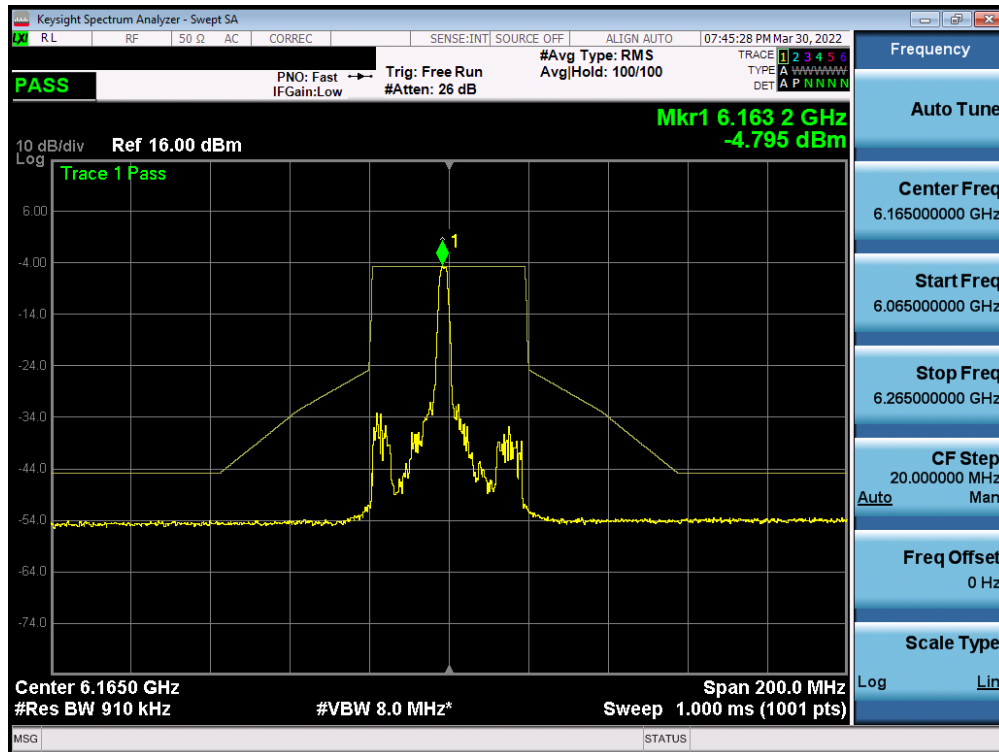 Keysight Spectrum Analyzer - Swept SA
LXI RL RF 50 Ω AC CORREC SENSE:INT SOURCE OFF ALIGN AUTO 07:45:28 PM Mar 30, 2022
PASS
PNO: Fast
IFGain:Low
Trig: Free Run
#Atten: 26 dB
#Avg Type: RMS
Avg|Hold: 100/100
TRACE 1 2 3 4 5 6
TYPE A WWWWW
DET A P N N N N
Mkr1 6.163 2 GHz
-4.795 dBm
10 dB/div Ref 16.00 dBm
Log
Trace 1 Pass
1
6.00
-4.00
-14.0
-24.0
-34.0
-44.0
-54.0
-64.0
-74.0
Center 6.1650 GHz Span 200.0 MHz
#Res BW 910 kHz #VBW 8.0 MHz* Sweep 1.000 ms (1001 pts)
MSG STATUS
Frequency
Auto Tune
Center Freq
6.165000000 GHz
Start Freq
6.065000000 GHz
Stop Freq
6.265000000 GHz
CF Step
20.000000 MHz
Auto Man
Freq Offset
0 Hz
Scale Type
Log Lin